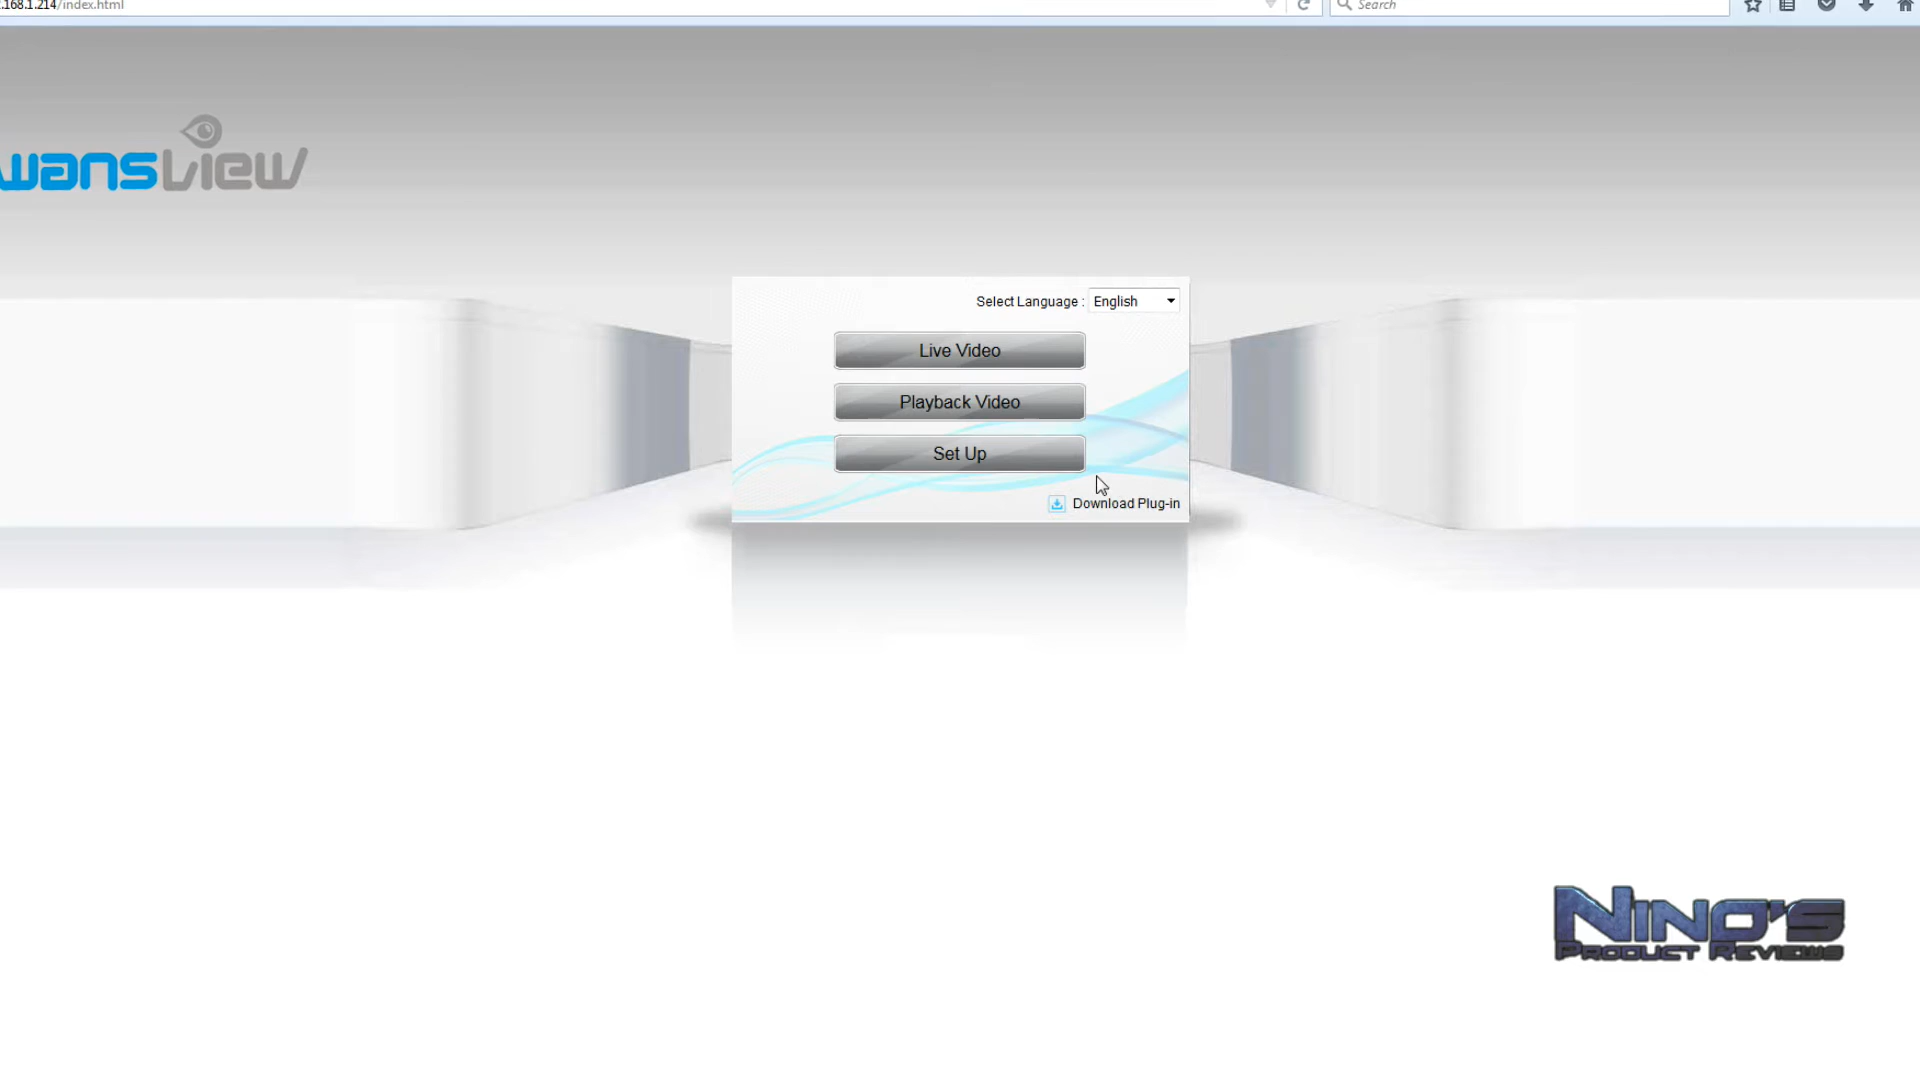 .168.1.214/index.html
Search
wansview
Select Language : English
Live Video
Playback Video
Set Up
Download Plug-in
Nino's
Product Reviews